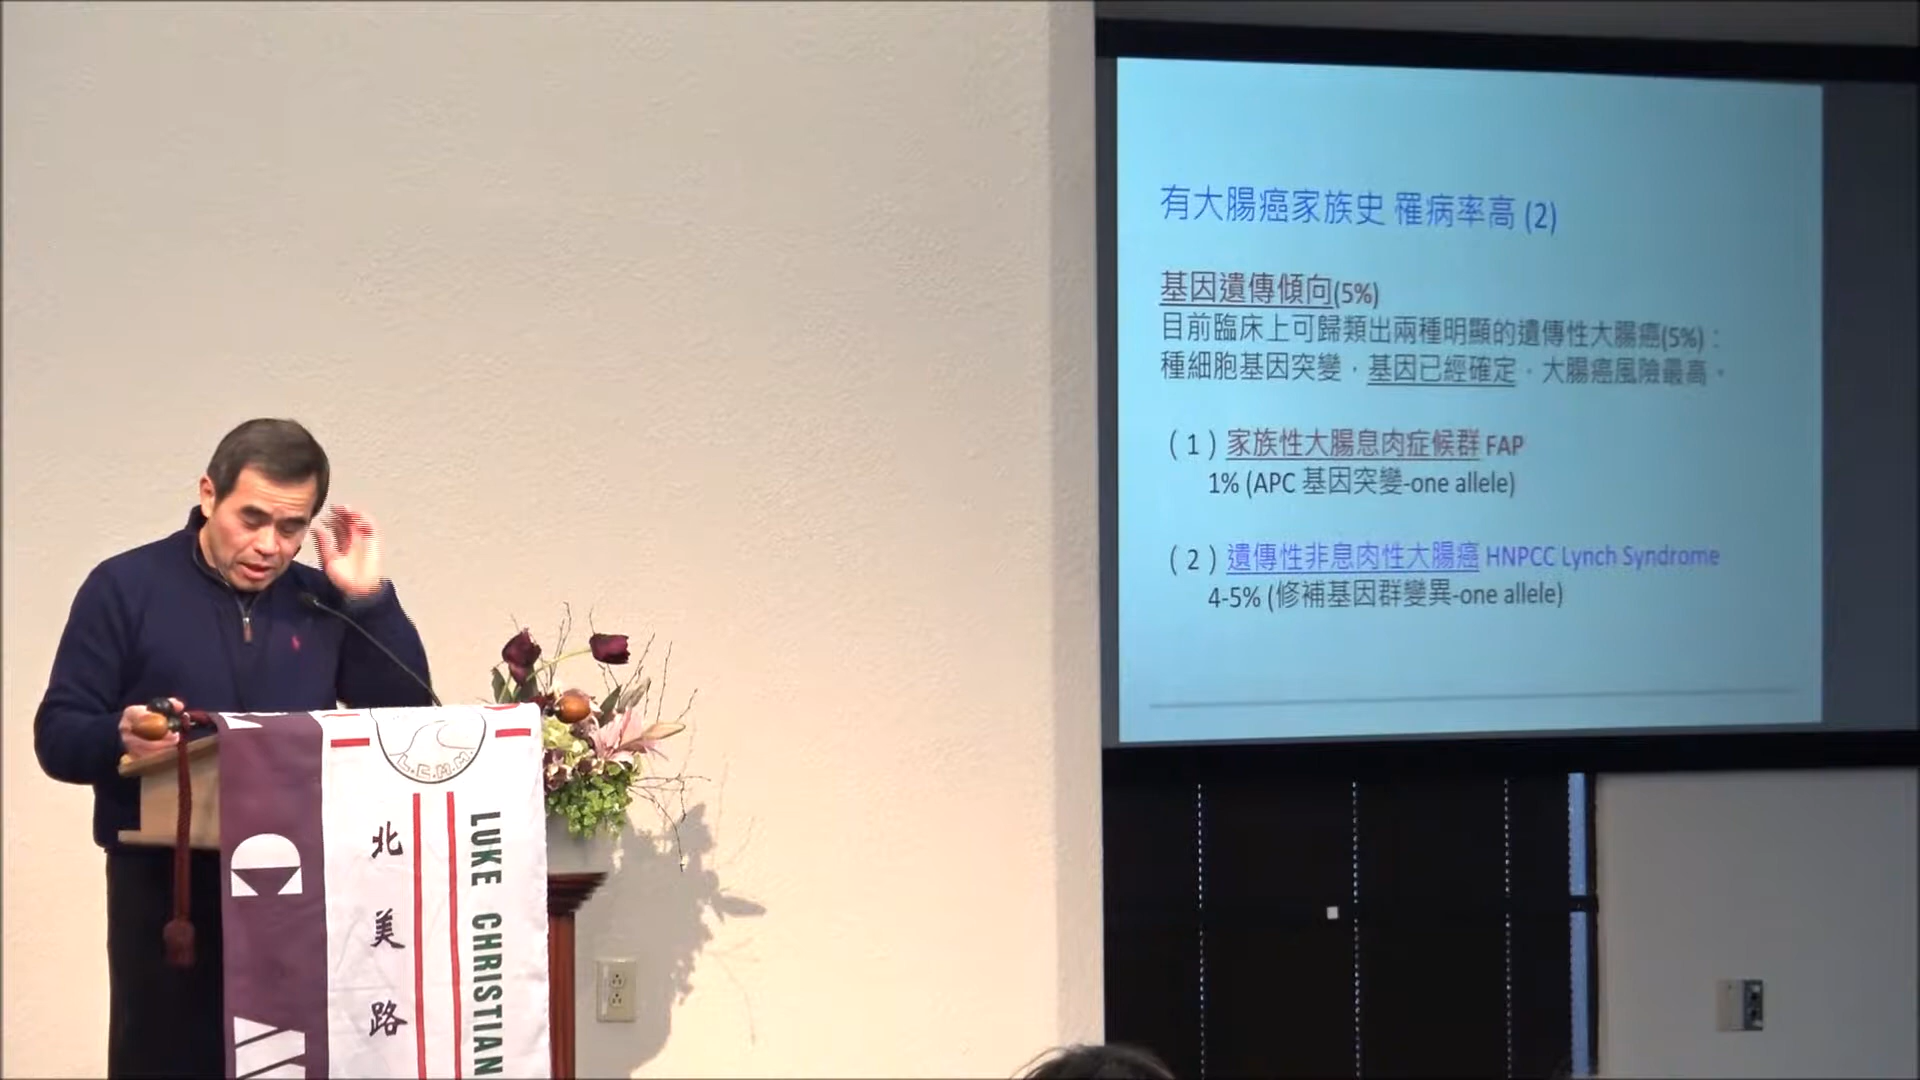 有大腸癌家族史 罹病率高 (2)
基因遺傳傾向(5%)
目前臨床上可歸類出兩種明顯的遺傳性大腸癌(5%)：
種細胞基因突變，基因已經確定。大腸癌風險最高。
（1）家族性大腸息肉症候群 FAP
1% (APC 基因突變-one allele)
（2）遺傳性非息肉性大腸癌 HNPCC Lynch Syndrome
4-5% (修補基因群變異-one allele)
L.C.M.M.
北美路
LUKE CHRISTIAN